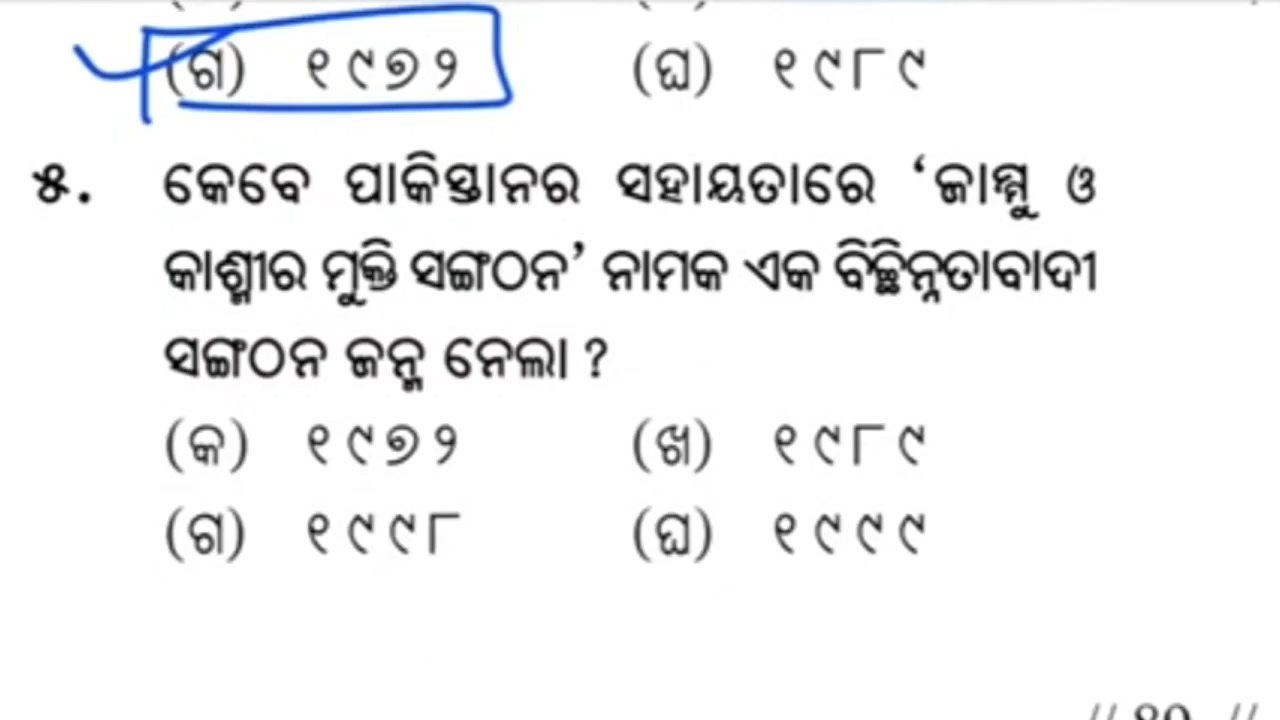 (ଗ) ୧୯୭୨ (ଘ) ୧୯୮୯
୫. କେବେ ପାକିସ୍ତାନର ସହାୟତାରେ ‘ଜାମ୍ମୁ ଓ
କାଶ୍ମୀର ମୁକ୍ତି ସଙ୍ଗଠନ’ ନାମକ ଏକ ବିଚ୍ଛିନ୍ନତାବାଦୀ
ସଙ୍ଗଠନ ଜନ୍ମ ନେଲା ?
(କ) ୧୯୭୨ (ଖ) ୧୯୮୯
(ଗ) ୧୯୯୮ (ଘ) ୧୯୯୯